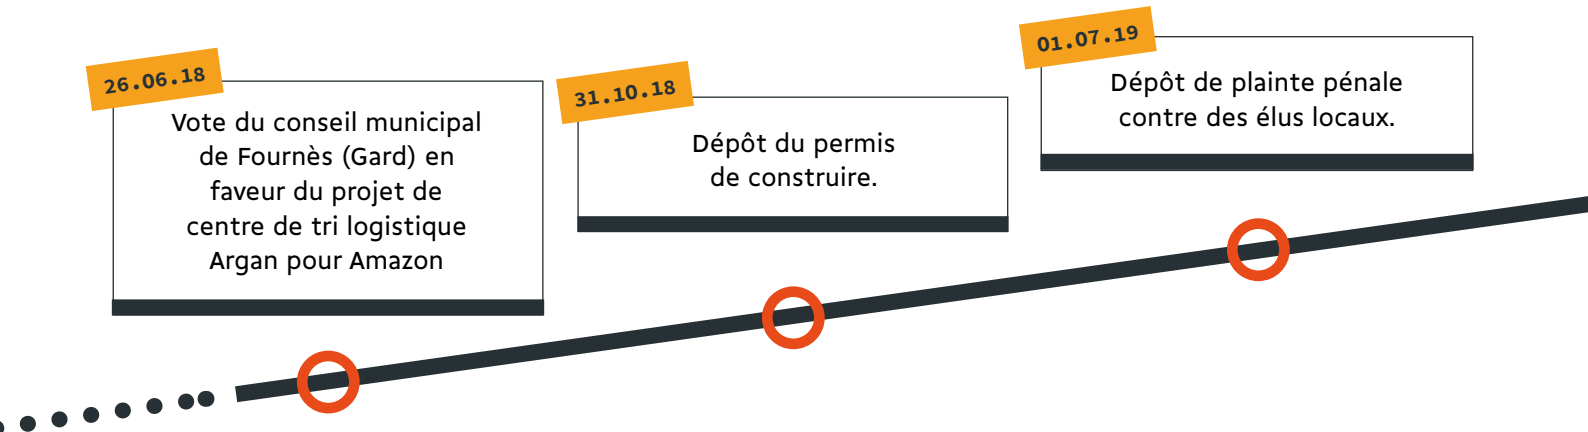 26.06.18
Vote du conseil municipal
de Fournès (Gard) en
faveur du projet de
centre de tri logistique
Argan pour Amazon
31.10.18
Dépôt du permis
de construire.
01.07.19
Dépôt de plainte pénale
contre des élus locaux.